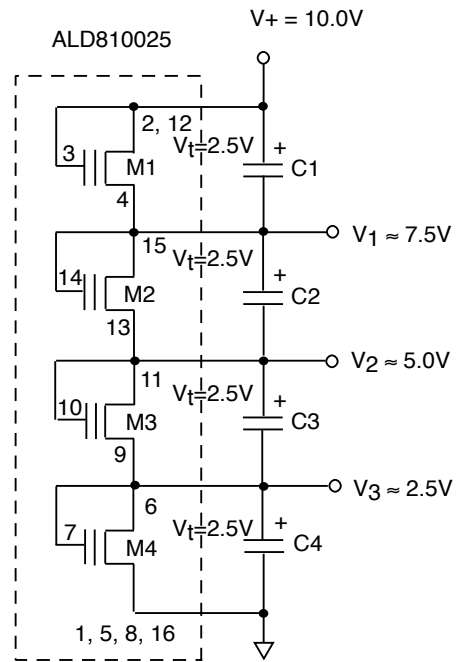 V+ = 10.0V
ALD810025
2, 12
Vt=2.5V
3
M1
+
C1
4
15
V1 ≈ 7.5V
Vt=2.5V
14
M2
+
C2
13
11
V2 ≈ 5.0V
Vt=2.5V
10
M3
+
C3
9
6
V3 ≈ 2.5V
Vt=2.5V
7
M4
+
C4
1, 5, 8, 16